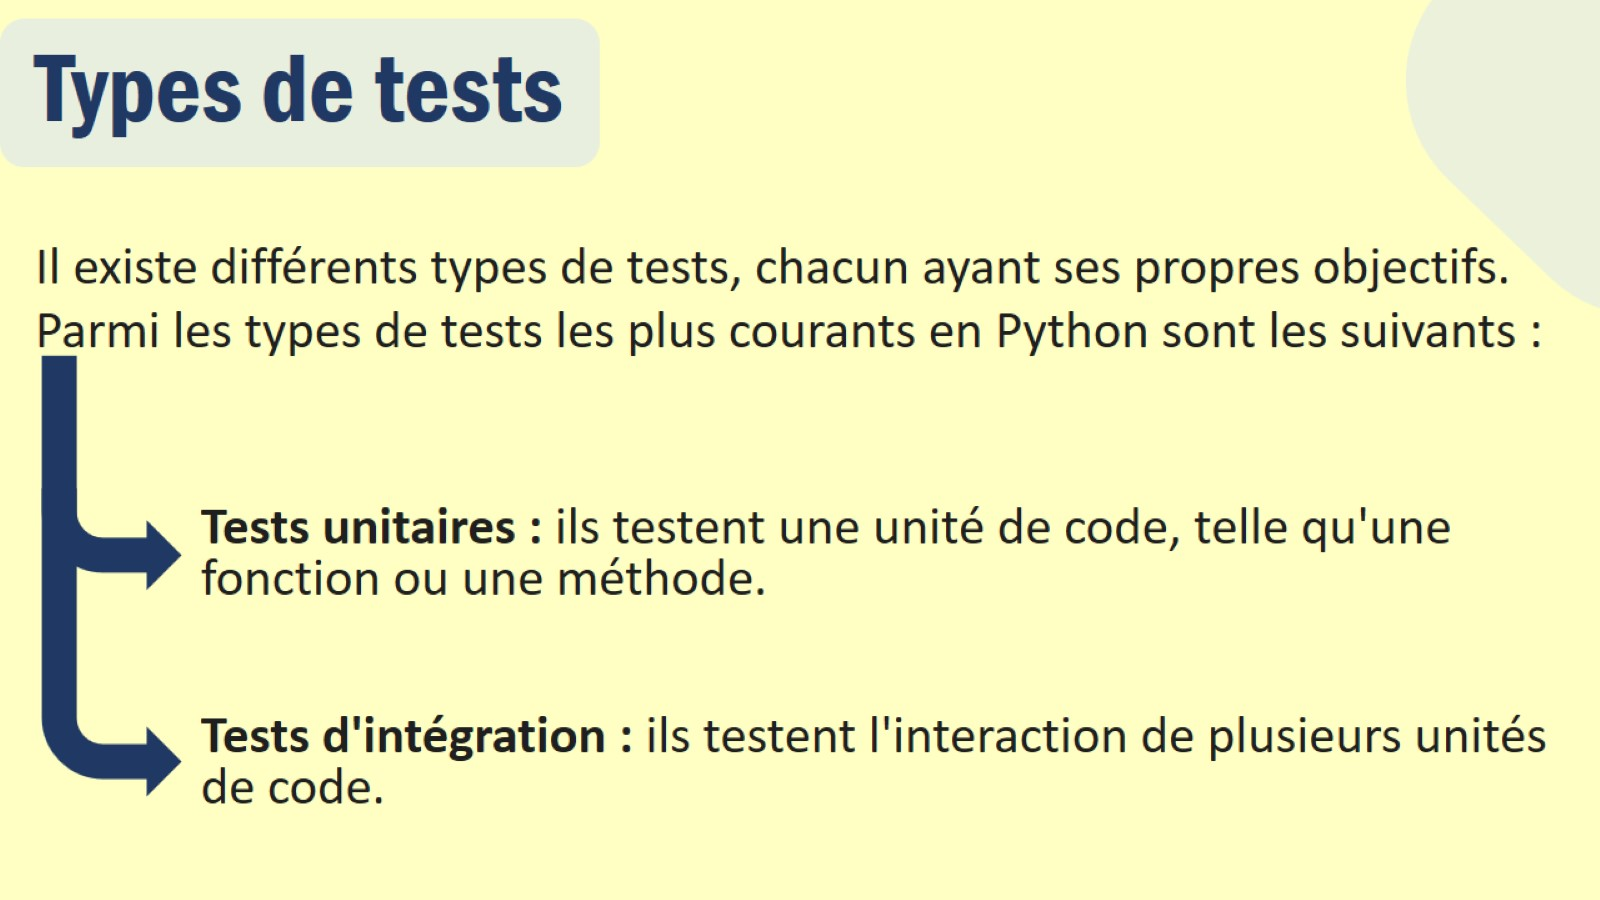 Types de tests
Il existe différents types de tests, chacun ayant ses propres objectifs.
Parmi les types de tests les plus courants en Python sont les suivants :
Tests unitaires : ils testent une unité de code, telle qu'une
fonction ou une méthode.
Tests d'intégration : ils testent l'interaction de plusieurs unités
de code.